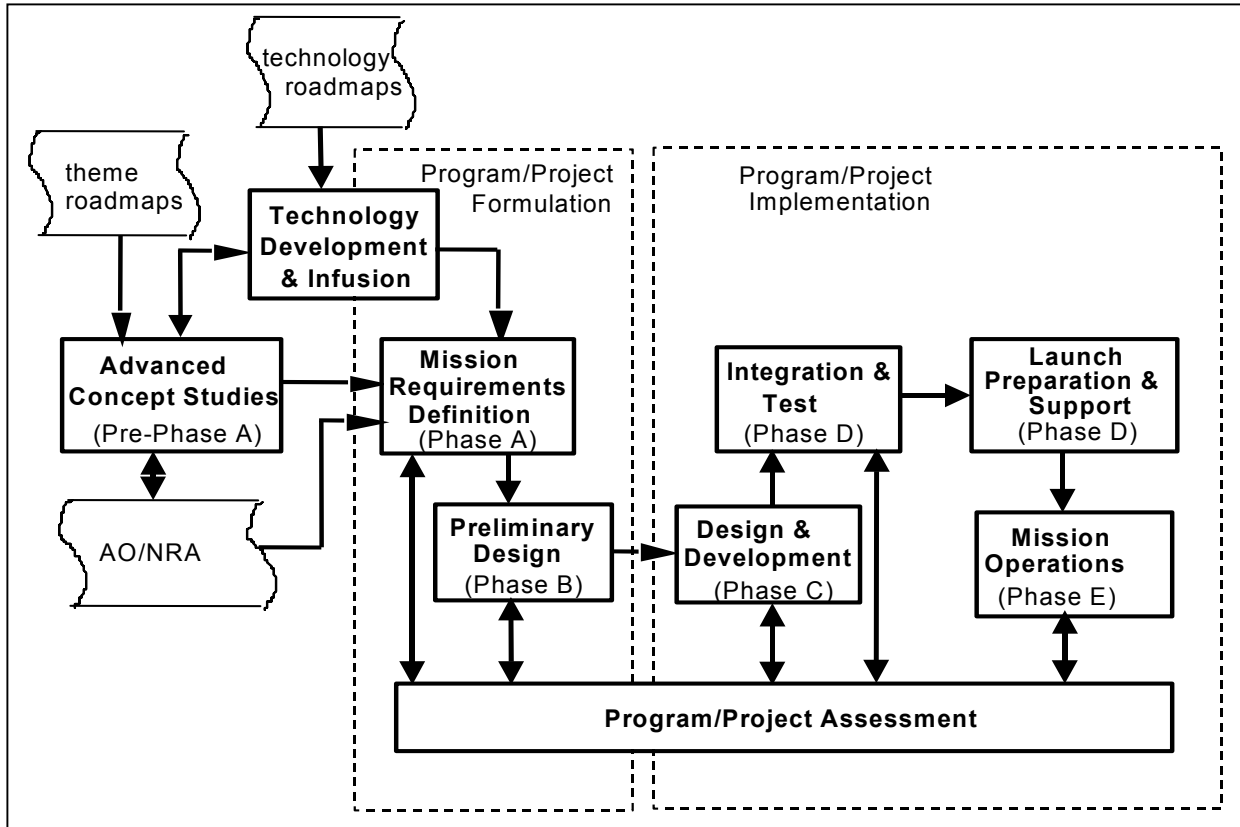 technology
roadmaps
theme
roadmaps
Program/Project
Formulation
Program/Project
Implementation
Technology
Development
& Infusion
Advanced
Concept Studies
(Pre-Phase A)
Mission
Requirements
Definition
(Phase A)
Integration &
Test
(Phase D)
Launch
Preparation &
Support
(Phase D)
AO/NRA
Preliminary
Design
(Phase B)
Design &
Development
(Phase C)
Mission
Operations
(Phase E)
Program/Project Assessment